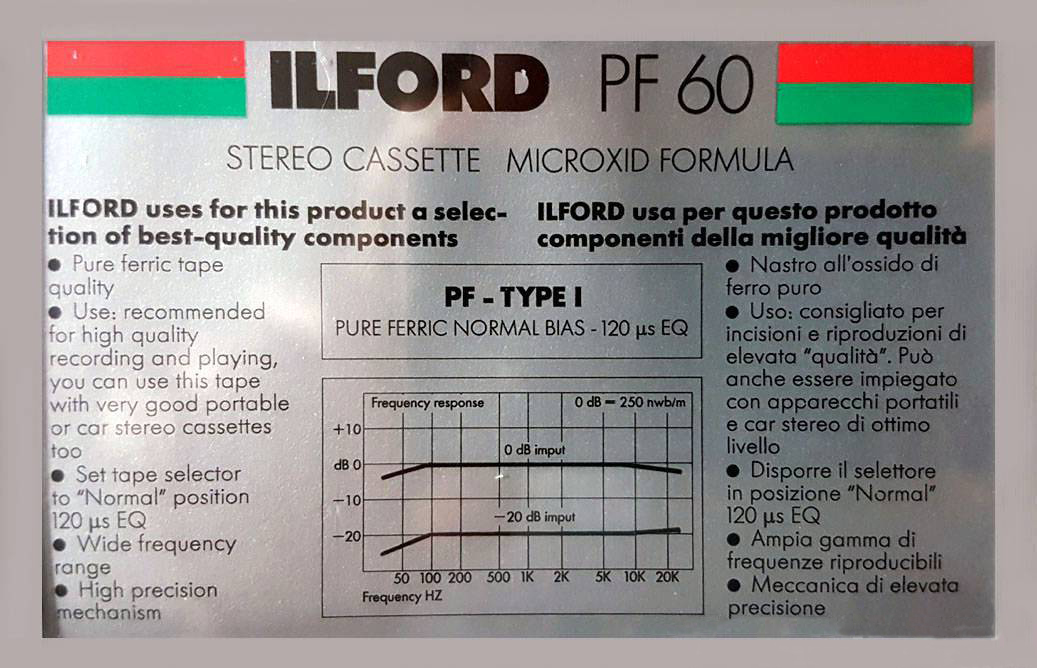 ILFORD PF 60
STEREO CASSETTE MICROXID FORMULA
ILFORD uses for this product a selec-
tion of best-quality components
● Pure ferric tape
quality
● Use: recommended
for high quality
recording and playing,
you can use this tape
with very good portable
or car stereo cassettes
too
● Set tape selector
to "Normal" position
120 µs EQ
● Wide frequency
range
● High precision
mechanism
PF - TYPE I
PURE FERRIC NORMAL BIAS - 120 µs EQ
Frequency response 0 dB = 250 nwb/m
+10
0 dB imput
dB 0
-10
-20 dB imput
-20
50 100 200 500 1K 2K 5K 10K 20K
Frequency HZ
ILFORD usa per questo prodotto
componenti della migliore qualità
● Nastro all'ossido di
ferro puro
● Uso: consigliato per
incisioni e riproduzioni di
elevata "qualità". Può
anche essere impiegato
con apparecchi portatili
e car stereo di ottimo
livello
● Disporre il selettore
in posizione "Normal"
120 µs EQ
● Ampia gamma di
frequenze riproducibili
● Meccanica di elevata
precisione